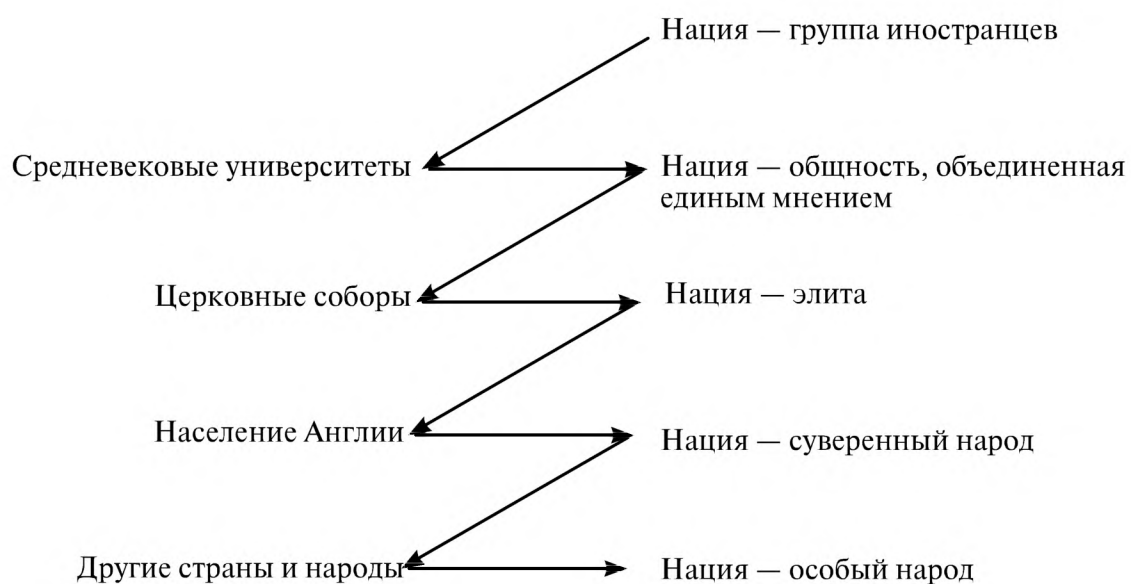 Нация — группа иностранцев
Средневековые университеты
Нация — общность, объединенная
единым мнением
Церковные соборы
Нация — элита
Население Англии
Нация — суверенный народ
Другие страны и народы
Нация — особый народ